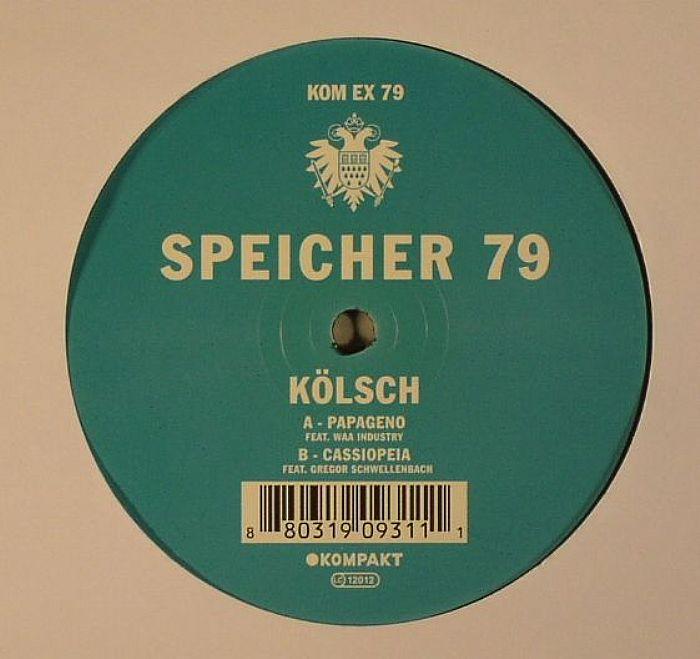 KOM EX 79
SPEICHER 79
KÖLSCH
A - PAPAGENO
FEAT. WAA INDUSTRY
B - CASSIOPEIA
FEAT. GREGOR SCHWELLENBACH
8 80319 09311 1
KOMPAKT
LC 12012